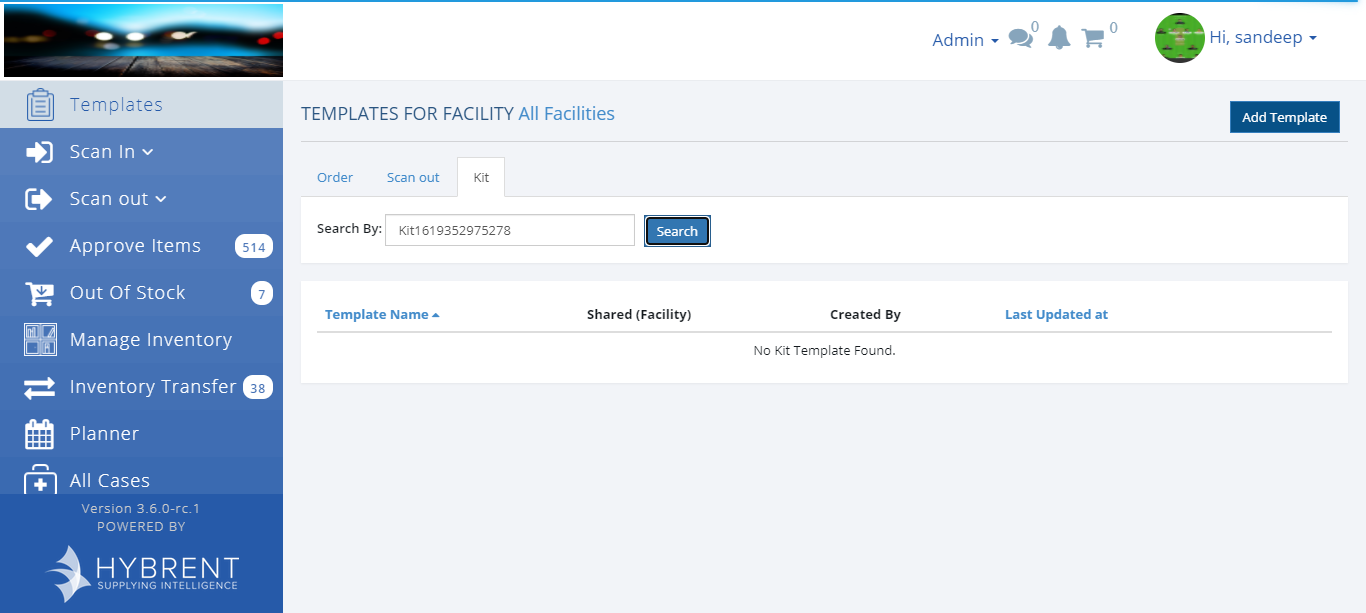 Admin 0 0 Hi, sandeep
Templates
Scan In
Scan out
Approve Items 514
Out Of Stock 7
Manage Inventory
Inventory Transfer 38
Planner
All Cases
Version 3.6.0-rc.1
POWERED BY
HYBRENT
SUPPLYING INTELLIGENCE
TEMPLATES FOR FACILITY All Facilities
Add Template
Order Scan out Kit
Search By: Kit1619352975278 Search
Template Name Shared (Facility) Created By Last Updated at
No Kit Template Found.